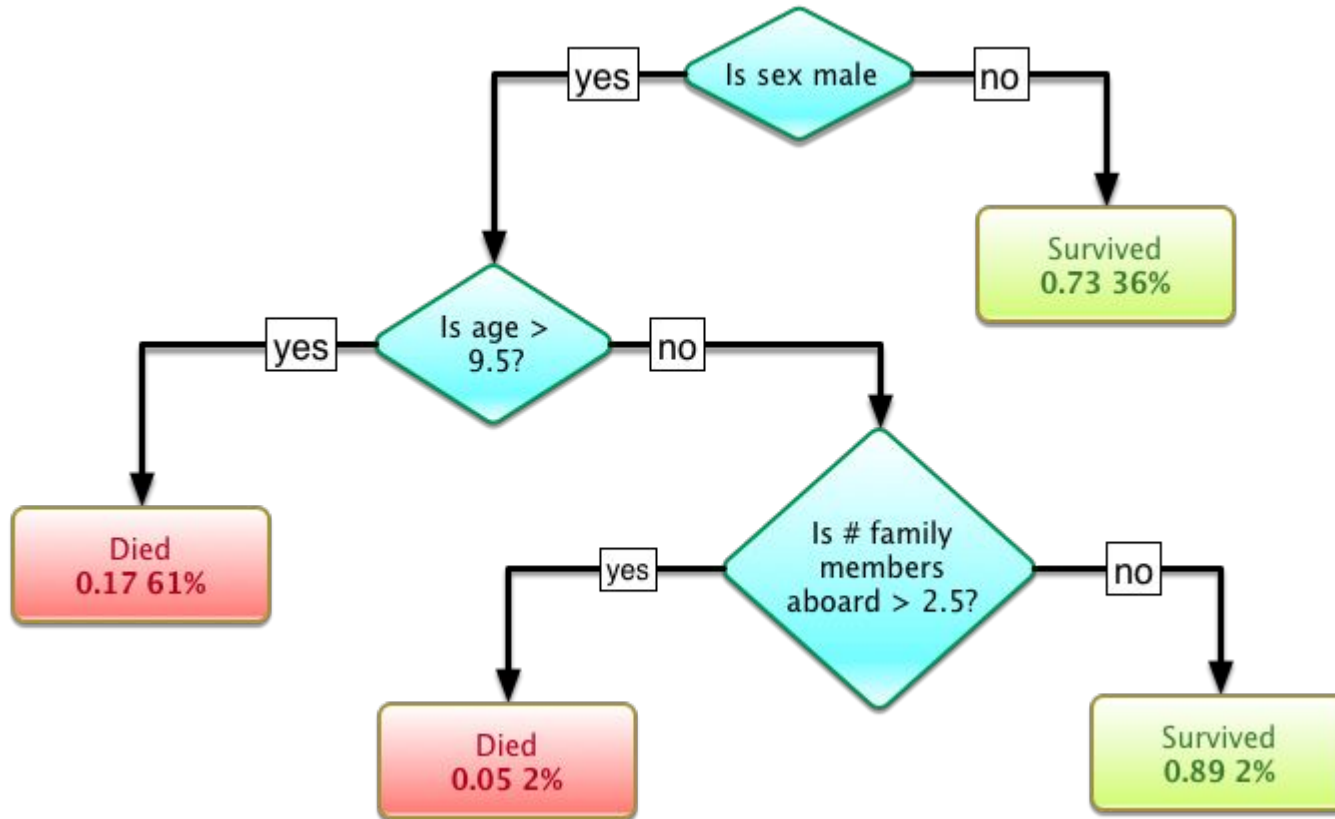 Is sex male
yes
no
Survived
0.73 36%
Is age >
9.5?
yes
no
Died
0.17 61%
Is # family
members
aboard > 2.5?
yes
no
Died
0.05 2%
Survived
0.89 2%